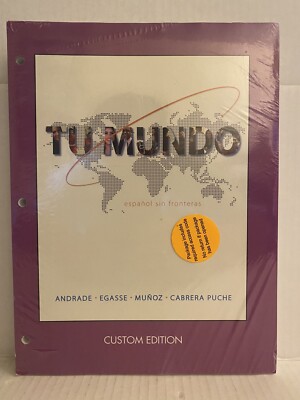 TU MUNDO
español sin fronteras
ANDRADE · EGASSE · MUÑOZ · CABRERA PUCHE
CUSTOM EDITION